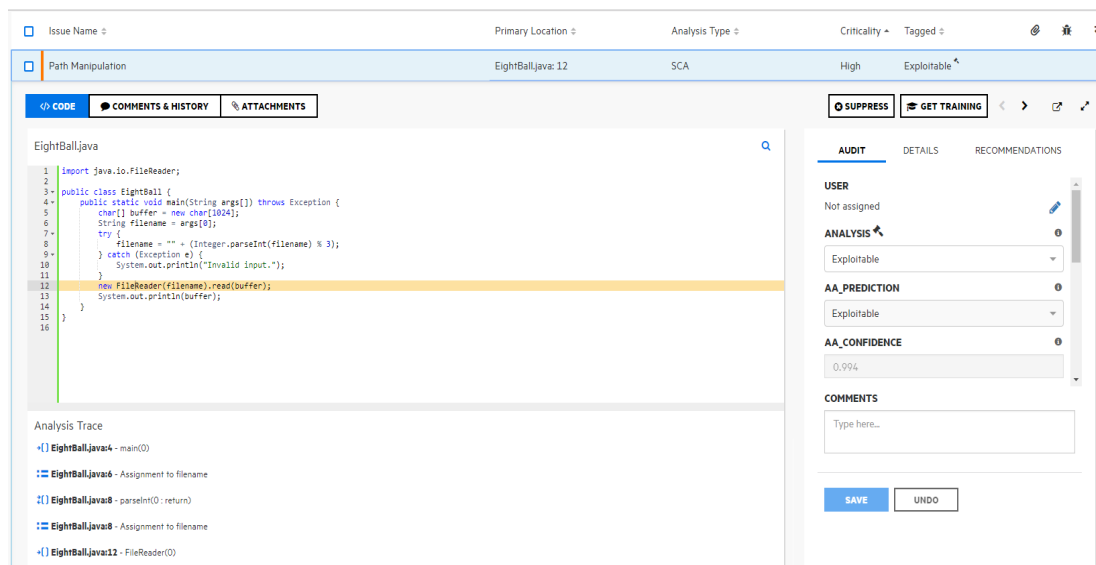 Issue Name Primary Location Analysis Type Criticality Tagged
Path Manipulation EightBall.java: 12 SCA High Exploitable
</> CODE COMMENTS & HISTORY ATTACHMENTS SUPPRESS GET TRAINING
EightBall.java
1 import java.io.FileReader;
2
3 public class EightBall {
4 public static void main(String args[]) throws Exception {
5 char[] buffer = new char[1024];
6 String filename = args[0];
7 try {
8 filename = "" + (Integer.parseInt(filename) % 3);
9 } catch (Exception e) {
10 System.out.println("Invalid input.");
11 }
12 new FileReader(filename).read(buffer);
13 System.out.println(buffer);
14 }
15 }
16
Analysis Trace
EightBall.java:4 - main(0)
EightBall.java:6 - Assignment to filename
EightBall.java:8 - parseInt(0 : return)
EightBall.java:8 - Assignment to filename
EightBall.java:12 - FileReader(0)
AUDIT DETAILS RECOMMENDATIONS
USER
Not assigned
ANALYSIS
Exploitable
AA_PREDICTION
Exploitable
AA_CONFIDENCE
0.994
COMMENTS
Type here...
SAVE UNDO